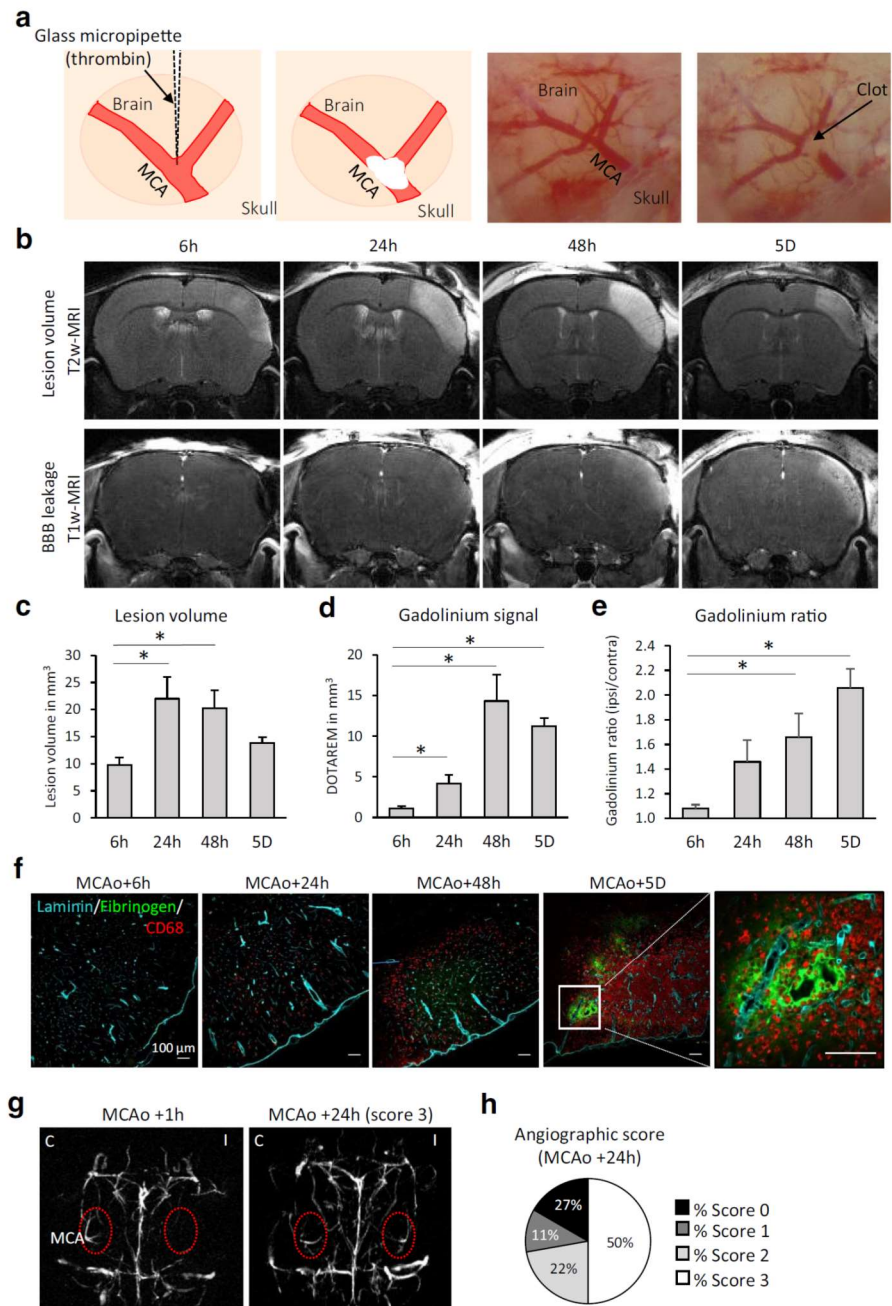 a
Glass micropipette
(thrombin)
Brain
MCA
Skull
Brain
MCA
Skull
Brain
MCA
Skull
Clot
b
6h 24h 48h 5D
Lesion volume
T2w-MRI
BBB leakage
T1w-MRI
c
Lesion volume
Lesion volume in mm³
30
25
20
15
10
5
0
*
*
6h 24h 48h 5D
d
Gadolinium signal
DOTAREM in mm³
20
15
10
5
0
*
*
*
6h 24h 48h 5D
e
Gadolinium ratio
Gadolinium ratio (ipsi/contra)
2.4
2.2
2.0
1.8
1.6
1.4
1.2
1.0
*
*
6h 24h 48h 5D
f
MCAo+6h MCAo+24h MCAo+48h MCAo+5D
Laminin/Fibrinogen/
CD68
100 µm
g
MCAo +1h
C I
MCA
MCAo +24h (score 3)
C I
h
Angiographic score
(MCAo +24h)
27%
11%
22%
50%
% Score 0
% Score 1
% Score 2
% Score 3